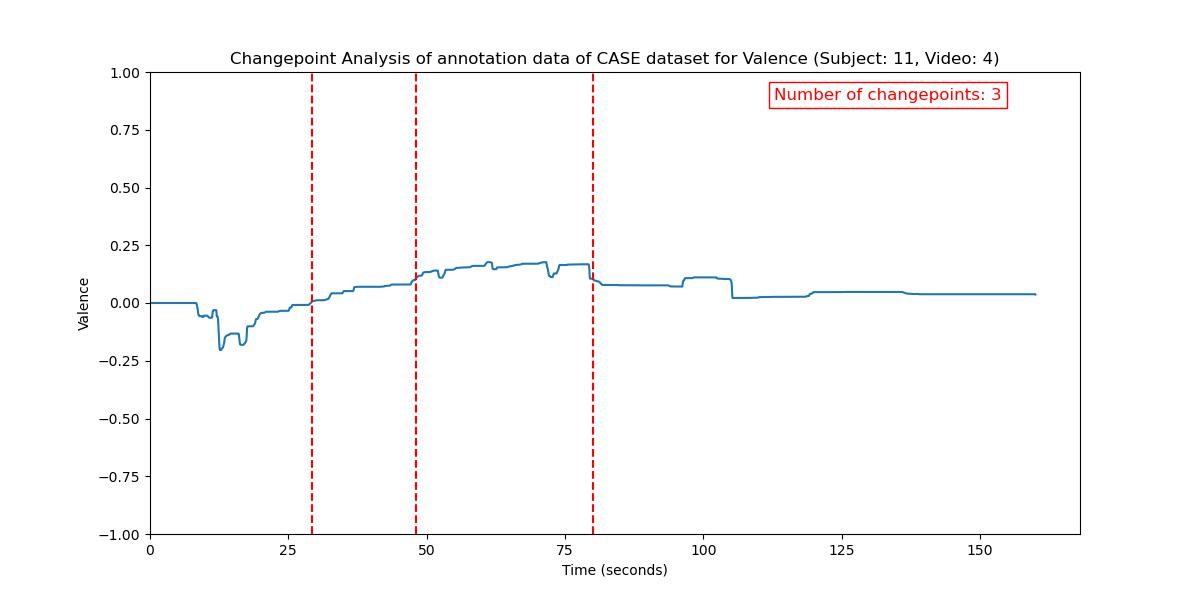 Changepoint Analysis of annotation data of CASE dataset for Valence (Subject: 11, Video: 4)
Number of changepoints: 3
1.00
0.75
0.50
0.25
0.00
−0.25
−0.50
−0.75
−1.00
Valence
0 25 50 75 100 125 150
Time (seconds)